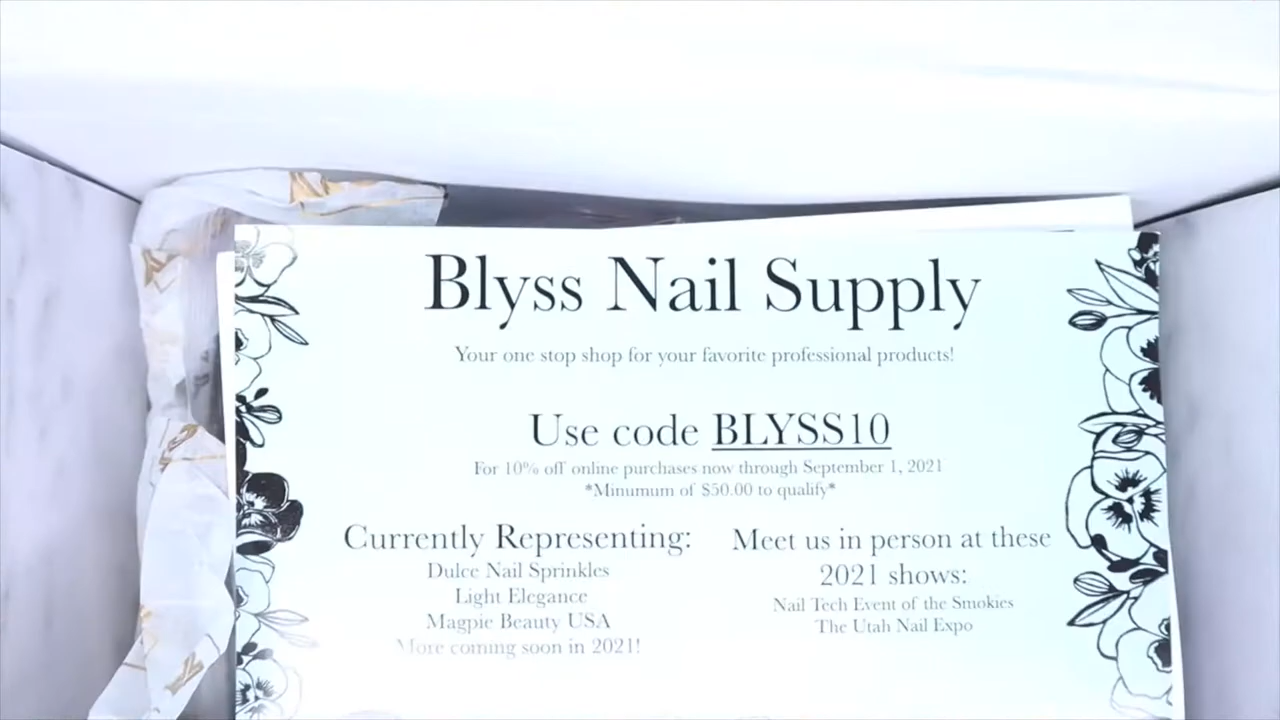 Blyss Nail Supply
Your one stop shop for your favorite professional products!
Use code BLYSS10
For 10% off online purchases now through September 1, 2021
*Minumum of $50.00 to qualify*
Currently Representing:
Dulce Nail Sprinkles
Light Elegance
Magpie Beauty USA
More coming soon in 2021!
Meet us in person at these
2021 shows:
Nail Tech Event of the Smokies
The Utah Nail Expo